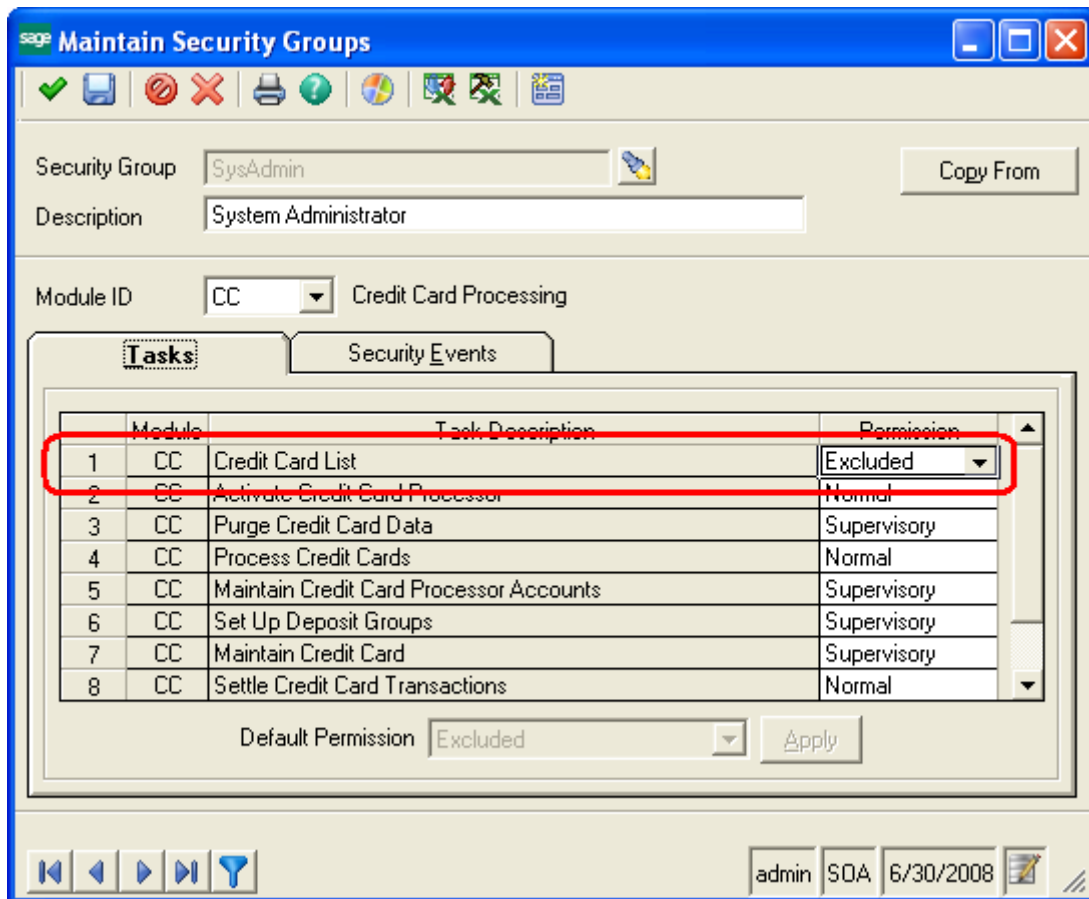 sage Maintain Security Groups
Security Group SysAdmin Copy From
Description System Administrator
Module ID CC Credit Card Processing
Tasks Security Events
Module Task Description Permission
1 CC Credit Card List Excluded
2 CC Activate Credit Card Processor Normal
3 CC Purge Credit Card Data Supervisory
4 CC Process Credit Cards Normal
5 CC Maintain Credit Card Processor Accounts Supervisory
6 CC Set Up Deposit Groups Supervisory
7 CC Maintain Credit Card Supervisory
8 CC Settle Credit Card Transactions Normal
Default Permission Excluded Apply
admin SOA 6/30/2008